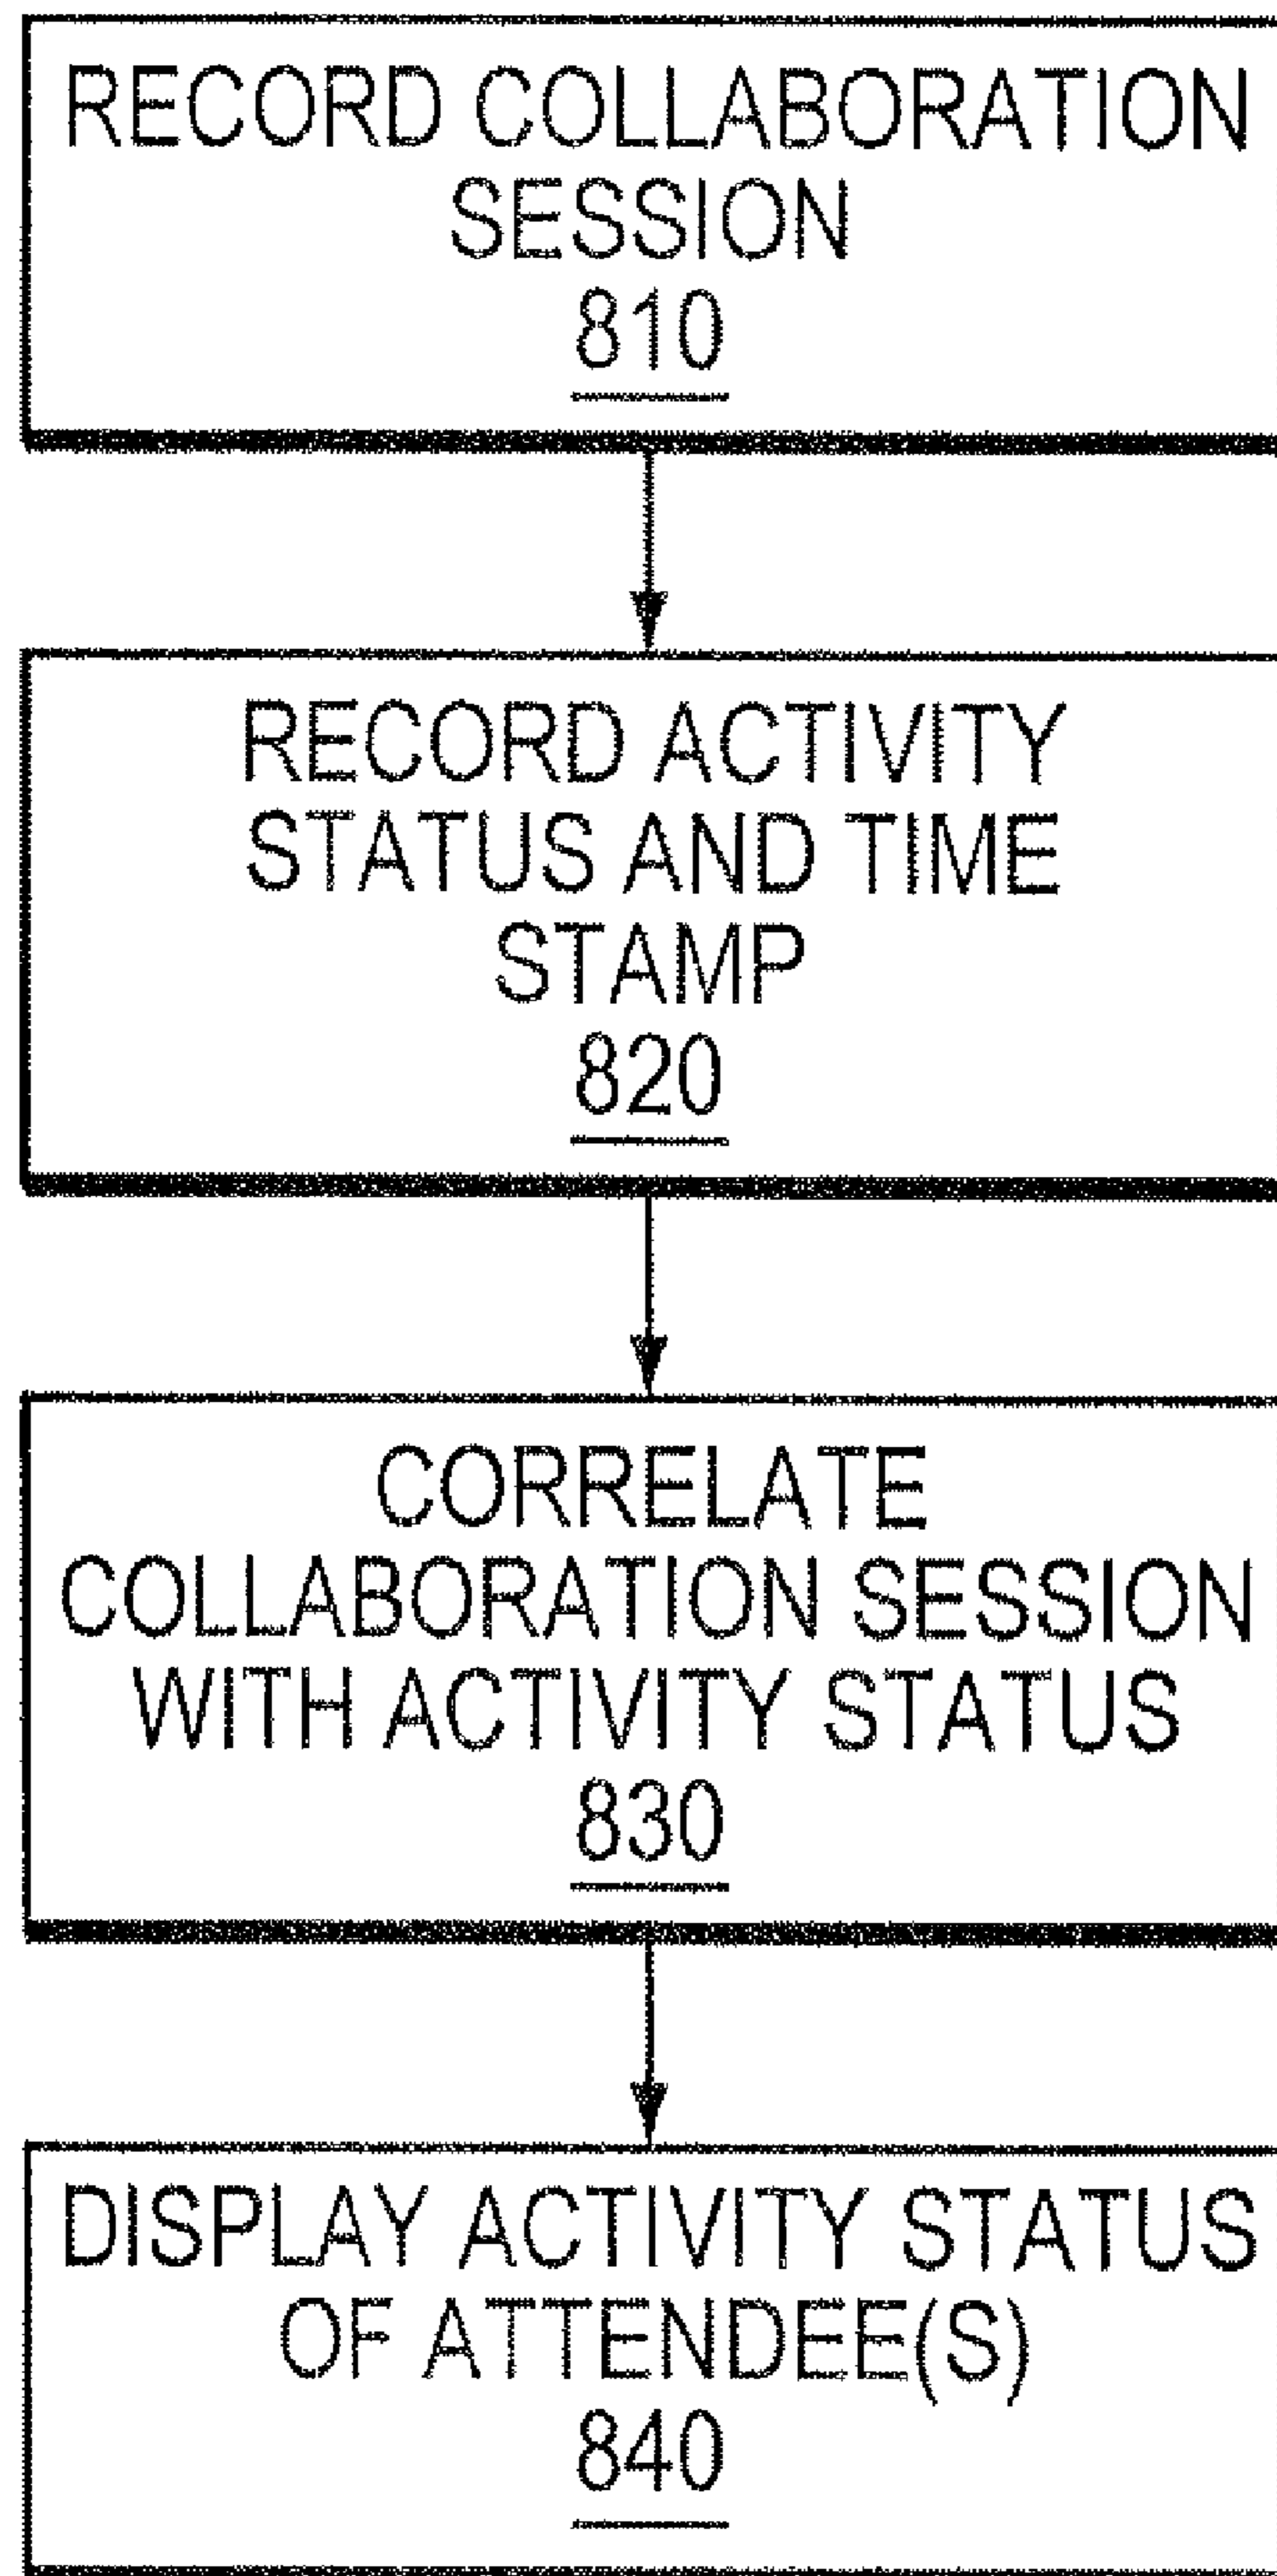 RECORD COLLABORATION
SESSION
810
RECORD ACTIVITY
STATUS AND TIME
STAMP
820
CORRELATE
COLLABORATION SESSION
WITH ACTIVITY STATUS
830
DISPLAY ACTIVITY STATUS
OF ATTENDEE(S)
840